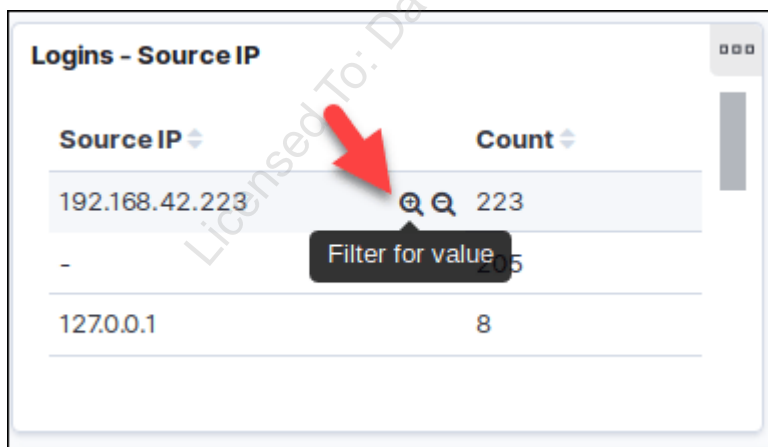 Logins - Source IP
Source IP Count
192.168.42.223 223
Filter for value
- 205
127.0.0.1 8
Licensed To: Da